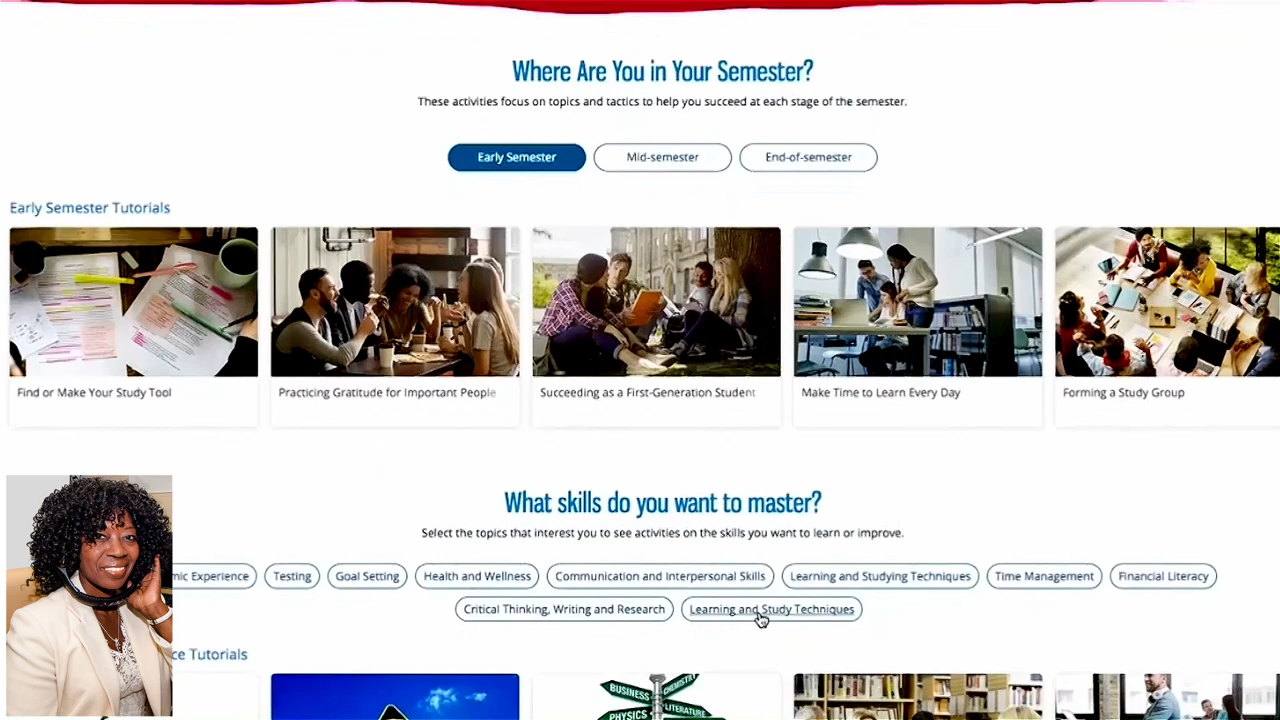 Where Are You in Your Semester?
These activities focus on topics and tactics to help you succeed at each stage of the semester.
Early Semester
Mid-semester
End-of-semester
Early Semester Tutorials
Find or Make Your Study Tool
Practicing Gratitude for Important People
Succeeding as a First-Generation Student
Make Time to Learn Every Day
Forming a Study Group
What skills do you want to master?
Select the topics that interest you to see activities on the skills you want to learn or improve.
mic Experience
Testing
Goal Setting
Health and Wellness
Communication and Interpersonal Skills
Learning and Studying Techniques
Time Management
Financial Literacy
Critical Thinking, Writing and Research
Learning and Study Techniques
ce Tutorials
BUSINESS
CHEMISTRY
PHYSICS
LITERATURE